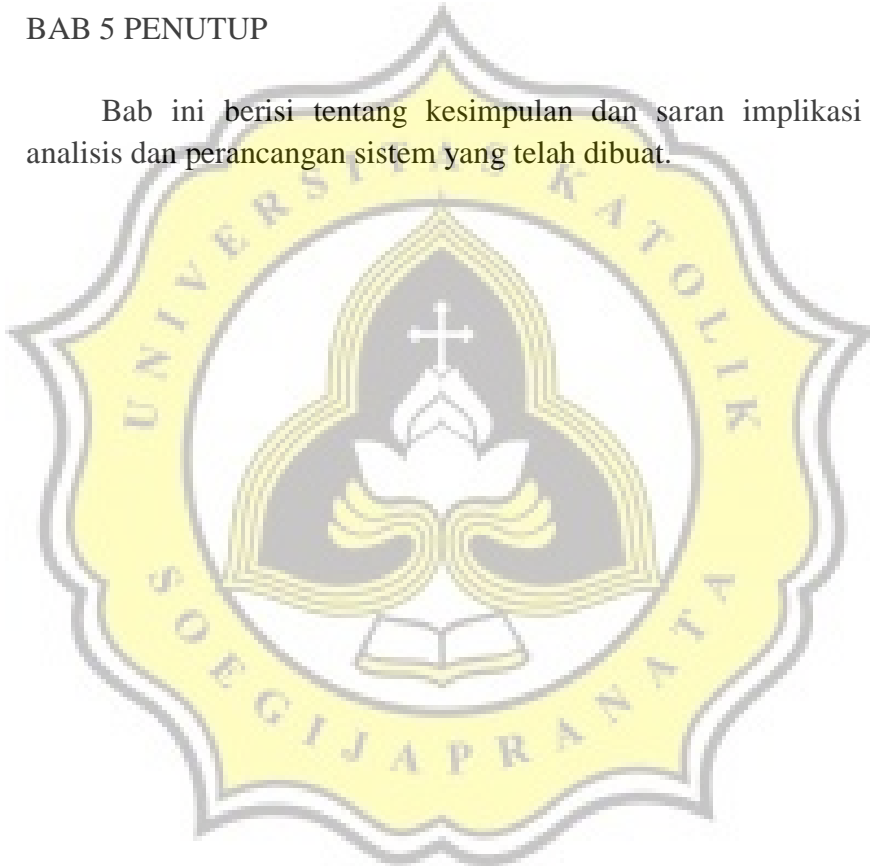 BAB 5 PENUTUP
Bab ini berisi tentang kesimpulan dan saran implikasi
analisis dan perancangan sistem yang telah dibuat.
UNIVERSITAS KATOLIK
SOEGIJAPRANATA